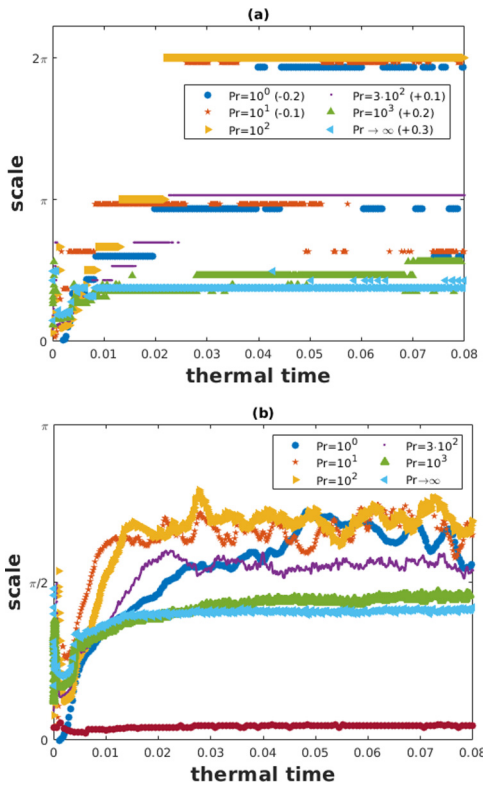 (a)
2π
Pr=10⁰ (-0.2) Pr=3·10² (+0.1)
Pr=10¹ (-0.1) Pr=10³ (+0.2)
Pr=10² Pr → ∞ (+0.3)
scale
π
0
0 0.01 0.02 0.03 0.04 0.05 0.06 0.07 0.08
thermal time
(b)
π
Pr=10⁰ Pr=3·10²
Pr=10¹ Pr=10³
Pr=10² Pr→∞
scale
π/2
0
0 0.01 0.02 0.03 0.04 0.05 0.06 0.07 0.08
thermal time